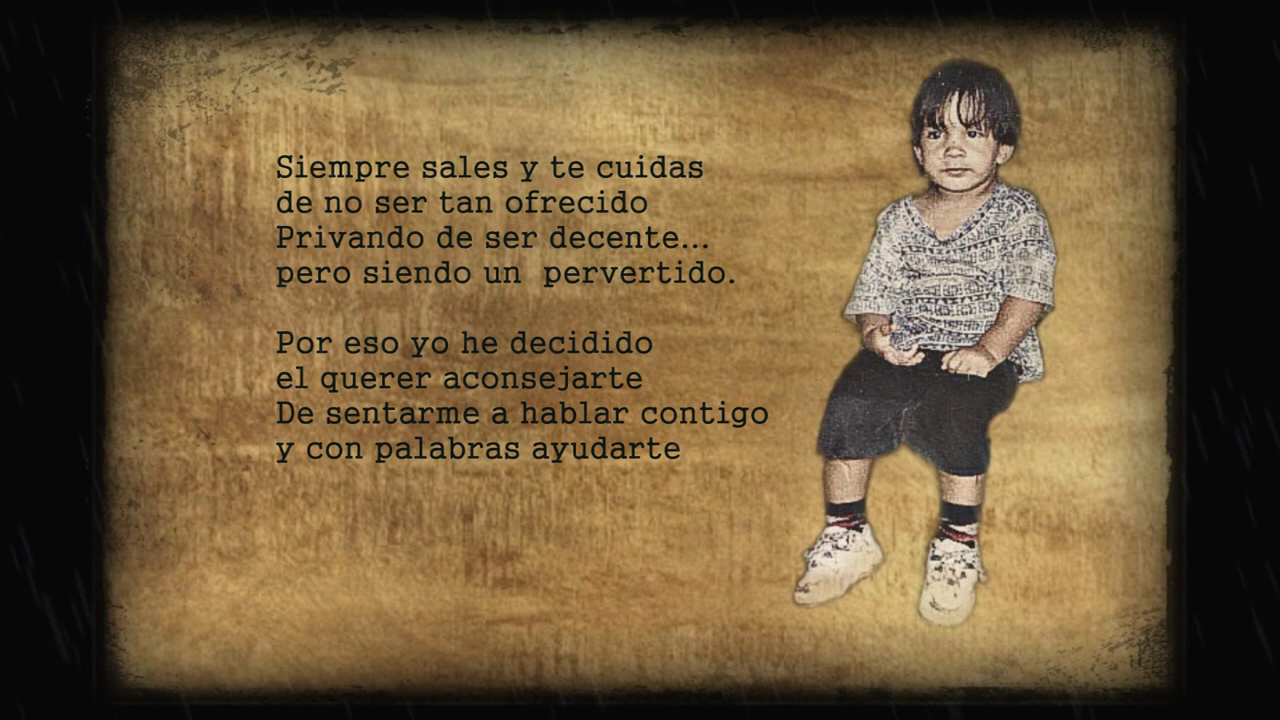 Siempre sales y te cuidas
de no ser tan ofrecido
Privando de ser decente...
pero siendo un pervertido.
Por eso yo he decidido
el querer aconsejarte
De sentarme a hablar contigo
y con palabras ayudarte